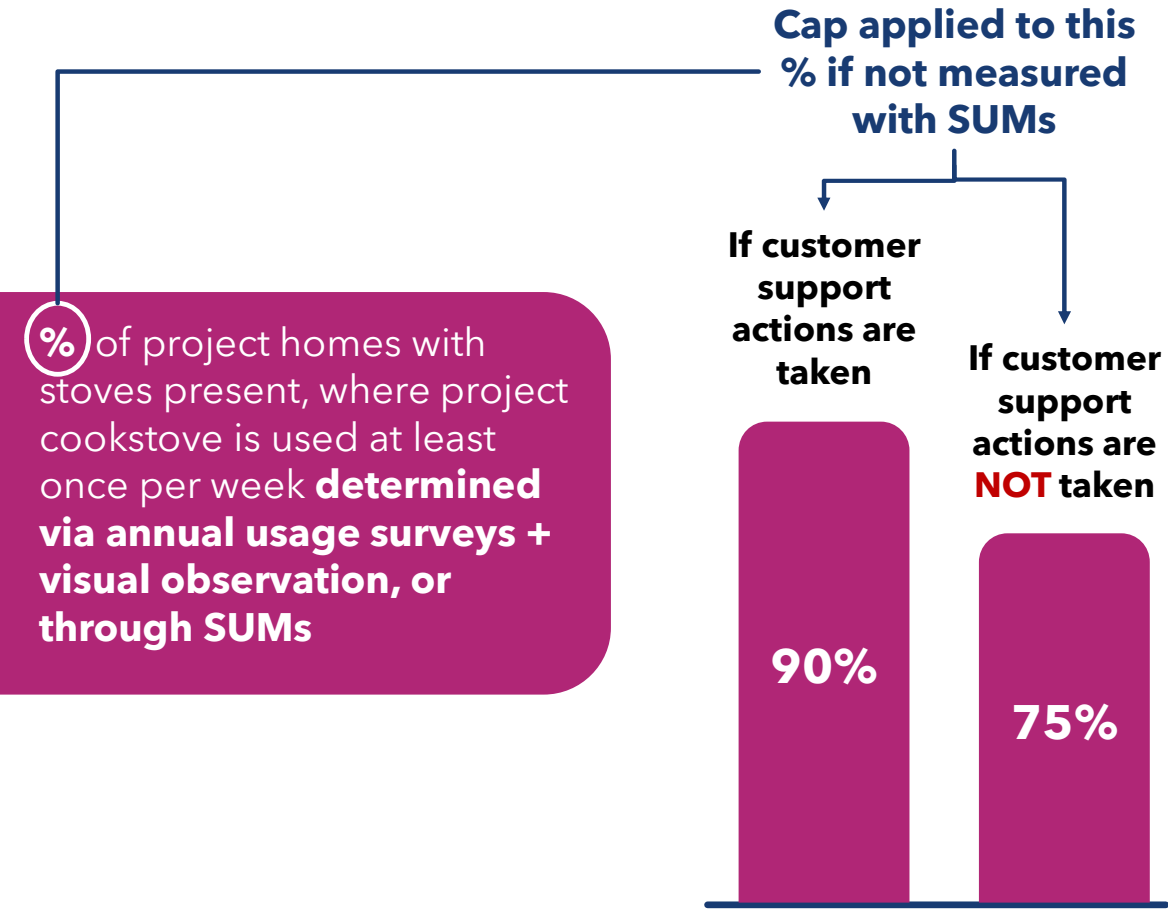 Cap applied to this
% if not measured
with SUMs
If customer
support
actions are
taken
If customer
support
actions are
NOT taken
% of project homes with
stoves present, where project
cookstove is used at least
once per week determined
via annual usage surveys +
visual observation, or
through SUMs
90%
75%